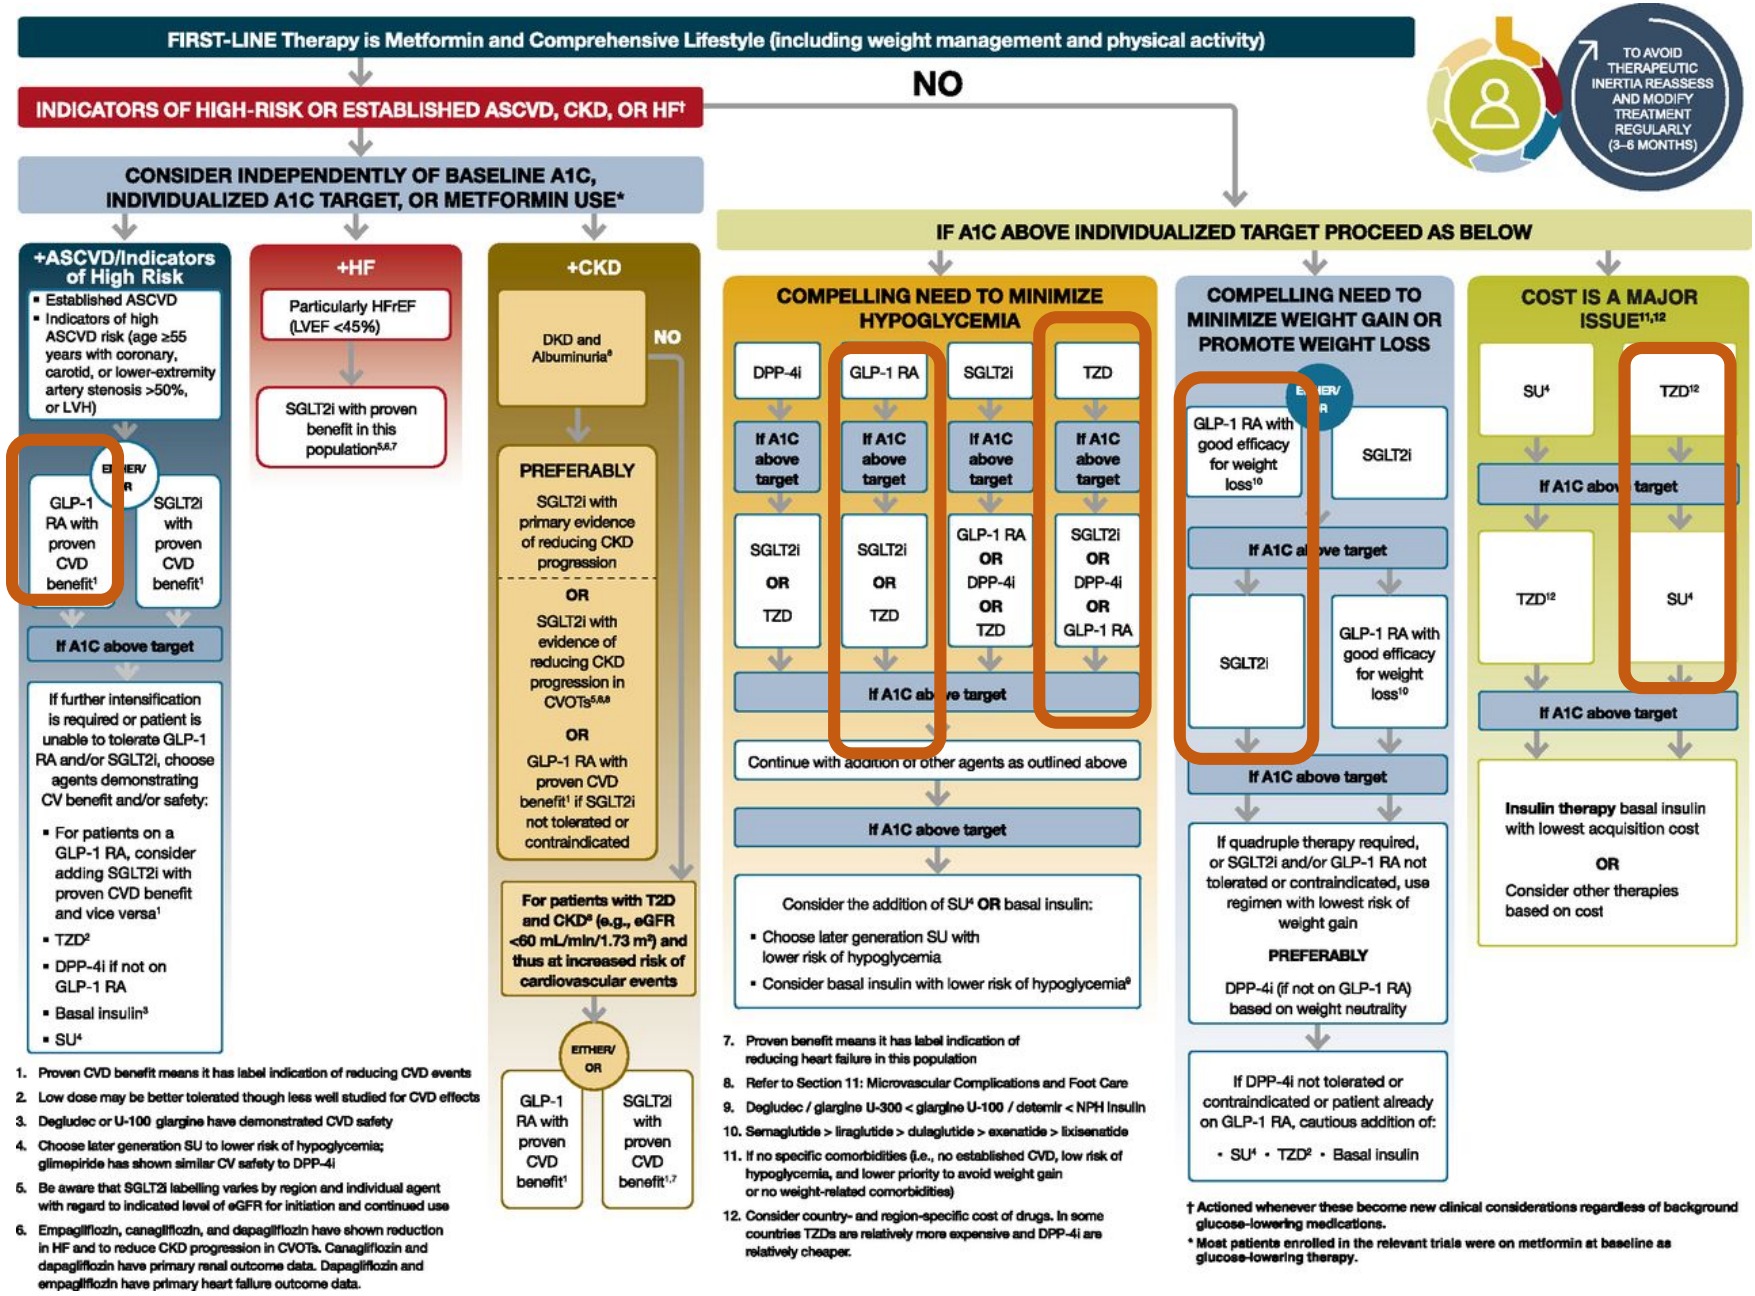 FIRST-LINE Therapy is Metformin and Comprehensive Lifestyle (including weight management and physical activity)
NO
TO AVOID
THERAPEUTIC
INERTIA REASSESS
AND MODIFY
TREATMENT
REGULARLY
(3–6 MONTHS)
INDICATORS OF HIGH-RISK OR ESTABLISHED ASCVD, CKD, OR HF†
CONSIDER INDEPENDENTLY OF BASELINE A1C,
INDIVIDUALIZED A1C TARGET, OR METFORMIN USE*
+ASCVD/Indicators
of High Risk
▪ Established ASCVD
▪ Indicators of high
ASCVD risk (age ≥55
years with coronary,
carotid, or lower-extremity
artery stenosis >50%,
or LVH)
EITHER/
OR
GLP-1
RA with
proven
CVD
benefit¹
SGLT2i
with
proven
CVD
benefit¹
If A1C above target
If further intensification
is required or patient is
unable to tolerate GLP-1
RA and/or SGLT2i, choose
agents demonstrating
CV benefit and/or safety:
▪ For patients on a
GLP-1 RA, consider
adding SGLT2i with
proven CVD benefit
and vice versa¹
▪ TZD²
▪ DPP-4i if not on
GLP-1 RA
▪ Basal insulin³
▪ SU⁴
+HF
Particularly HFrEF
(LVEF <45%)
SGLT2i with proven
benefit in this
population⁵,⁶,⁷
+CKD
DKD and
Albuminuria⁸
NO
PREFERABLY
SGLT2i with
primary evidence
of reducing CKD
progression
OR
SGLT2i with
evidence of
reducing CKD
progression in
CVOTs⁵,⁶,⁸
OR
GLP-1 RA with
proven CVD
benefit¹ if SGLT2i
not tolerated or
contraindicated
For patients with T2D
and CKD⁸ (e.g., eGFR
<60 mL/min/1.73 m²) and
thus at increased risk of
cardiovascular events
EITHER/
OR
GLP-1
RA with
proven
CVD
benefit¹
SGLT2i
with
proven
CVD
benefit¹,⁷
IF A1C ABOVE INDIVIDUALIZED TARGET PROCEED AS BELOW
COMPELLING NEED TO MINIMIZE
HYPOGLYCEMIA
DPP-4i
GLP-1 RA
SGLT2i
TZD
If A1C
above
target
If A1C
above
target
If A1C
above
target
If A1C
above
target
SGLT2i
OR
TZD
SGLT2i
OR
TZD
GLP-1 RA
OR
DPP-4i
OR
TZD
SGLT2i
OR
DPP-4i
OR
GLP-1 RA
If A1C above target
Continue with addition of other agents as outlined above
If A1C above target
Consider the addition of SU⁴ OR basal insulin:
▪ Choose later generation SU with
lower risk of hypoglycemia
▪ Consider basal insulin with lower risk of hypoglycemia⁹
COMPELLING NEED TO
MINIMIZE WEIGHT GAIN OR
PROMOTE WEIGHT LOSS
EITHER/
OR
GLP-1 RA with
good efficacy
for weight
loss¹⁰
SGLT2i
If A1C above target
SGLT2i
GLP-1 RA with
good efficacy
for weight
loss¹⁰
If A1C above target
If quadruple therapy required,
or SGLT2i and/or GLP-1 RA not
tolerated or contraindicated, use
regimen with lowest risk of
weight gain
PREFERABLY
DPP-4i (if not on GLP-1 RA)
based on weight neutrality
If DPP-4i not tolerated or
contraindicated or patient already
on GLP-1 RA, cautious addition of:
• SU⁴ • TZD² • Basal insulin
COST IS A MAJOR
ISSUE¹¹,¹²
SU⁴
TZD¹²
If A1C above target
TZD¹²
SU⁴
If A1C above target
Insulin therapy basal insulin
with lowest acquisition cost
OR
Consider other therapies
based on cost
1. Proven CVD benefit means it has label indication of reducing CVD events
2. Low dose may be better tolerated though less well studied for CVD effects
3. Degludec or U-100 glargine have demonstrated CVD safety
4. Choose later generation SU to lower risk of hypoglycemia;
glimepiride has shown similar CV safety to DPP-4i
5. Be aware that SGLT2i labelling varies by region and individual agent
with regard to indicated level of eGFR for initiation and continued use
6. Empagliflozin, canagliflozin, and dapagliflozin have shown reduction
in HF and to reduce CKD progression in CVOTs. Canagliflozin and
dapagliflozin have primary renal outcome data. Dapagliflozin and
empagliflozin have primary heart failure outcome data.
7. Proven benefit means it has label indication of
reducing heart failure in this population
8. Refer to Section 11: Microvascular Complications and Foot Care
9. Degludec / glargine U-300 < glargine U-100 / detemir < NPH insulin
10. Semaglutide > liraglutide > dulaglutide > exenatide > lixisenatide
11. If no specific comorbidities (i.e., no established CVD, low risk of
hypoglycemia, and lower priority to avoid weight gain
or no weight-related comorbidities)
12. Consider country- and region-specific cost of drugs. In some
countries TZDs are relatively more expensive and DPP-4i are
relatively cheaper.
† Actioned whenever these become new clinical considerations regardless of background
glucose-lowering medications.
* Most patients enrolled in the relevant trials were on metformin at baseline as
glucose-lowering therapy.